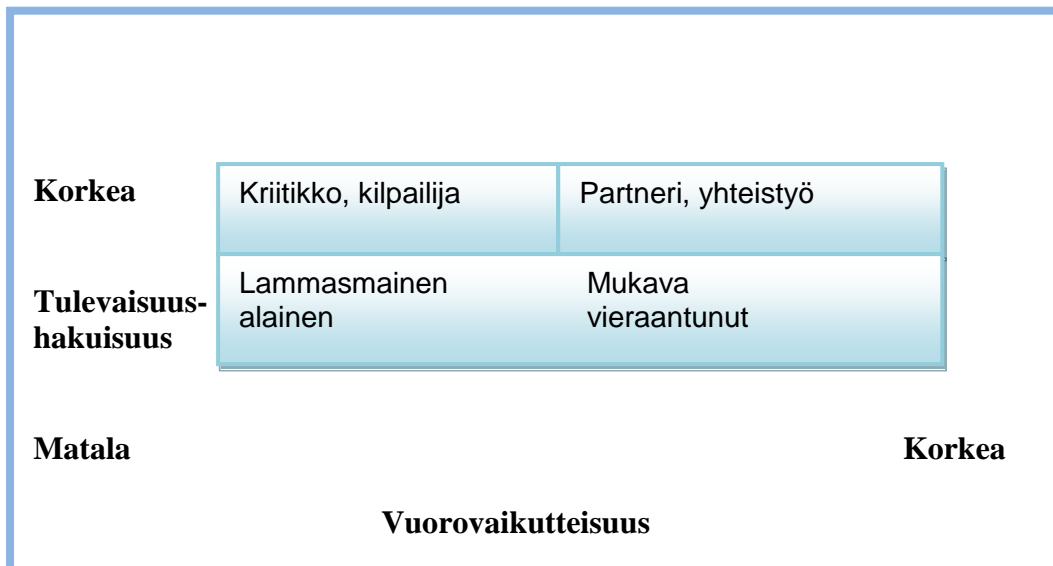 Korkea
Kriitikko, kilpailija
Partneri, yhteistyö
Tulevaisuus-
hakuisuus
Lammasmainen
alainen
Mukava
vieraantunut
Matala
Korkea
Vuorovaikutteisuus